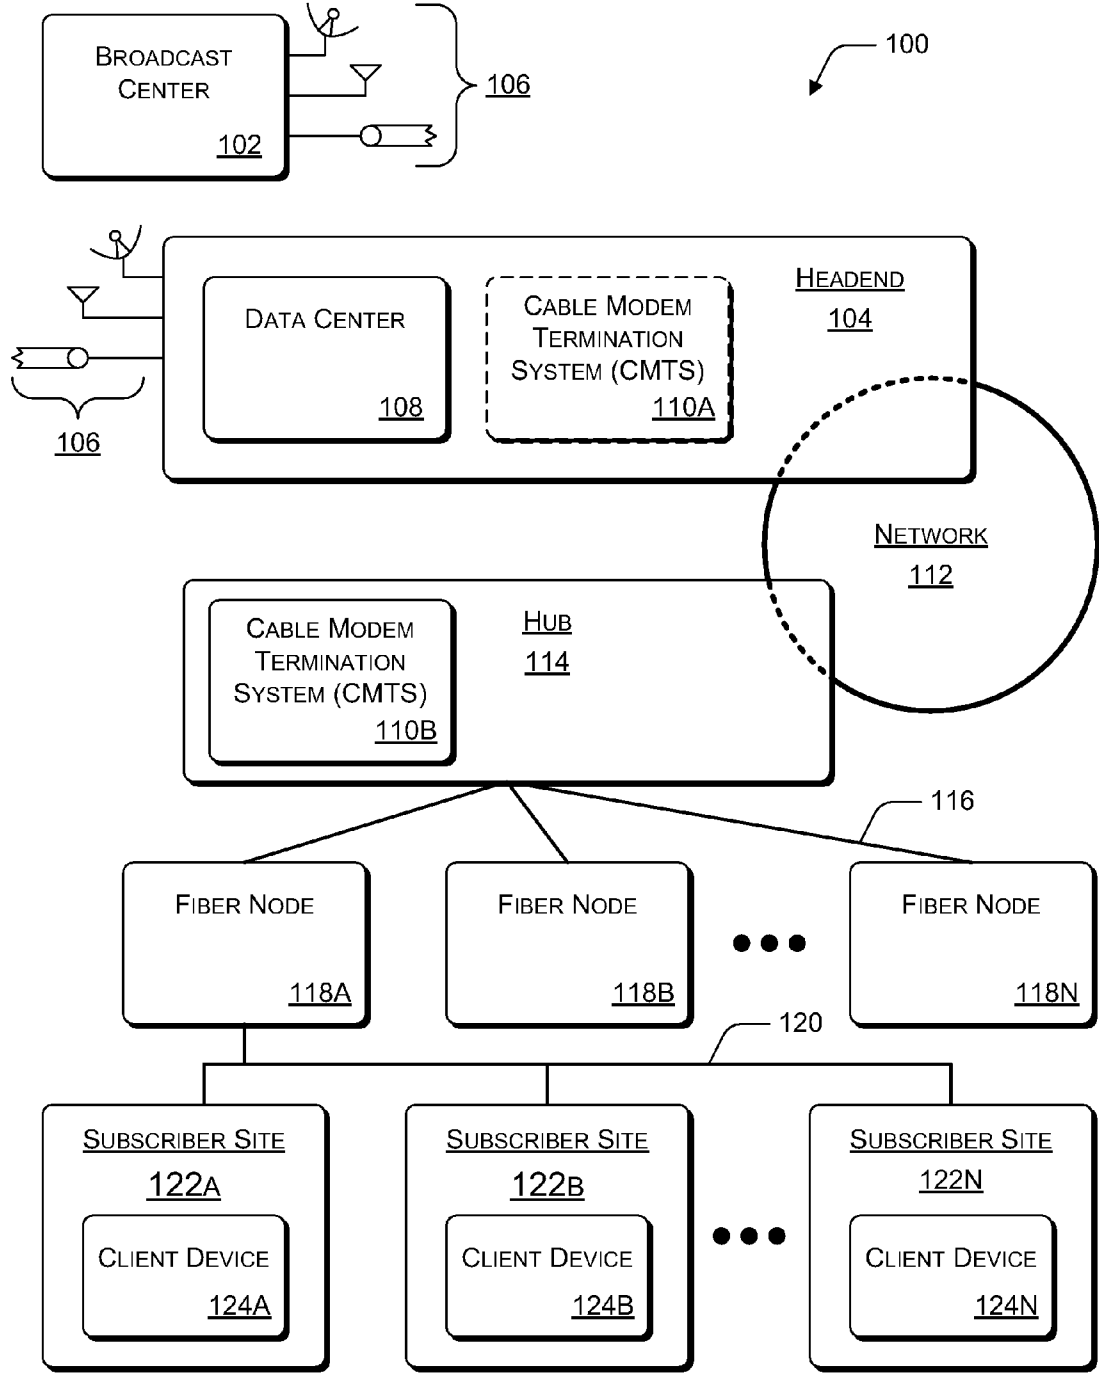 BROADCAST
CENTER
102
106
100
106
DATA CENTER
108
CABLE MODEM
TERMINATION
SYSTEM (CMTS)
110A
HEADEND
104
NETWORK
112
CABLE MODEM
TERMINATION
SYSTEM (CMTS)
110B
HUB
114
116
FIBER NODE
118A
FIBER NODE
118B
FIBER NODE
118N
120
SUBSCRIBER SITE
122A
CLIENT DEVICE
124A
SUBSCRIBER SITE
122B
CLIENT DEVICE
124B
SUBSCRIBER SITE
122N
CLIENT DEVICE
124N